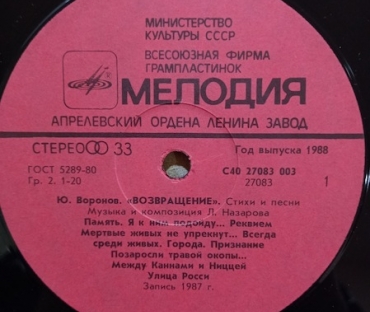 МИНИСТЕРСТВО
КУЛЬТУРЫ СССР
ВСЕСОЮЗНАЯ ФИРМА
ГРАМПЛАСТИНОК
МЕЛОДИЯ
АПРЕЛЕВСКИЙ ОРДЕНА ЛЕНИНА ЗАВОД
СТЕРЕО 33 Год выпуска 1988
ГОСТ 5289-80 С40 27083 003
Гр. 2. 1-20 27083 1
Ю. Воронов. «ВОЗВРАЩЕНИЕ». Стихи и песни
Музыка и композиция Л. Назарова
Память. Я к ним подойду... Реквием
Мертвые живых не упрекнут... Всегда
среди живых. Города. Признание
Позаросли травой окопы...
Между Каннами и Ниццей
Улица Росси
Запись 1987 г.